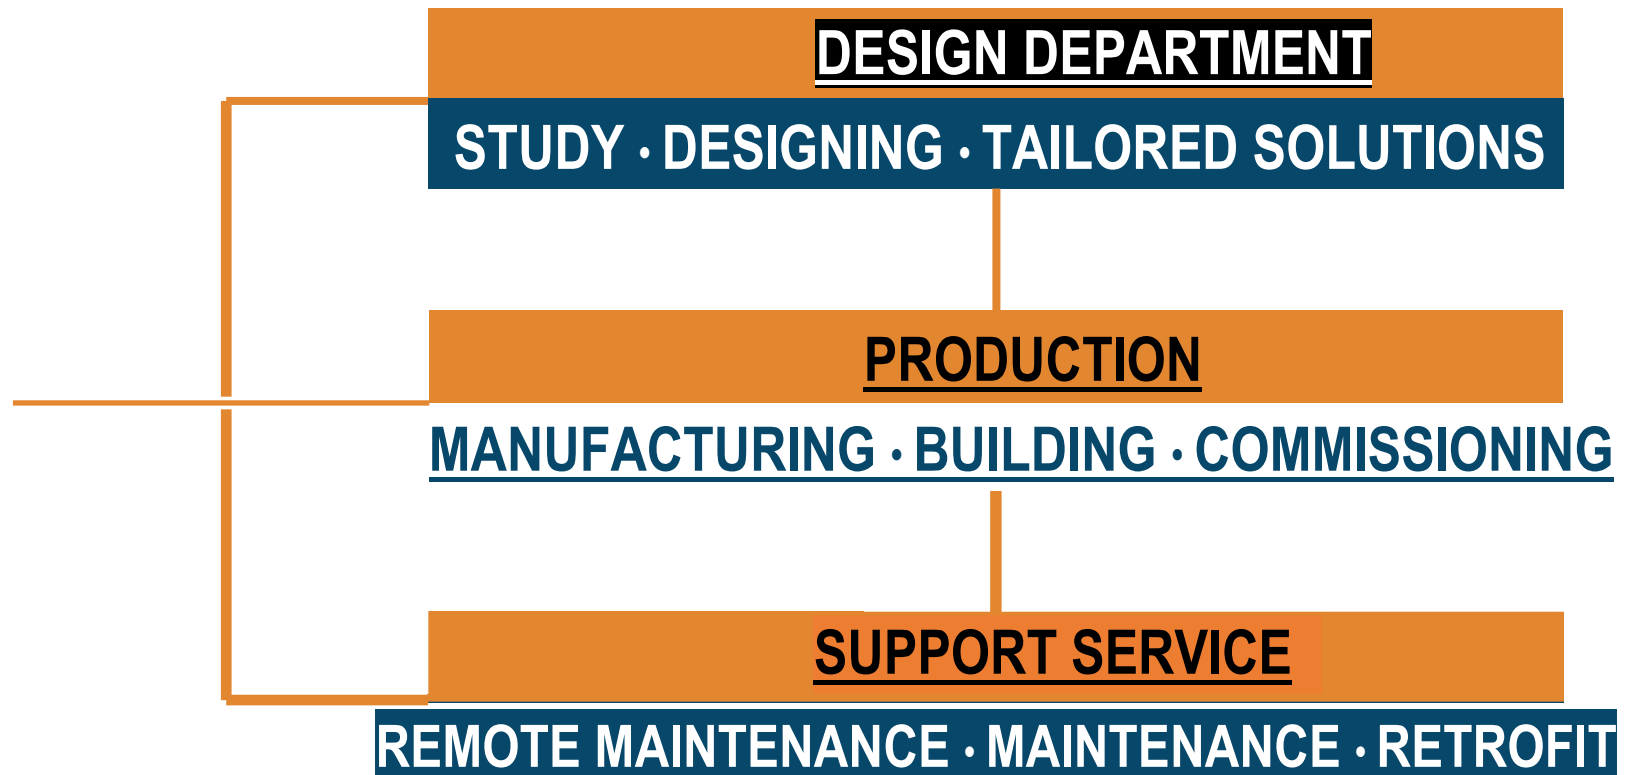 DESIGN DEPARTMENT
STUDY · DESIGNING · TAILORED SOLUTIONS
PRODUCTION
MANUFACTURING · BUILDING · COMMISSIONING
SUPPORT SERVICE
REMOTE MAINTENANCE · MAINTENANCE · RETROFIT